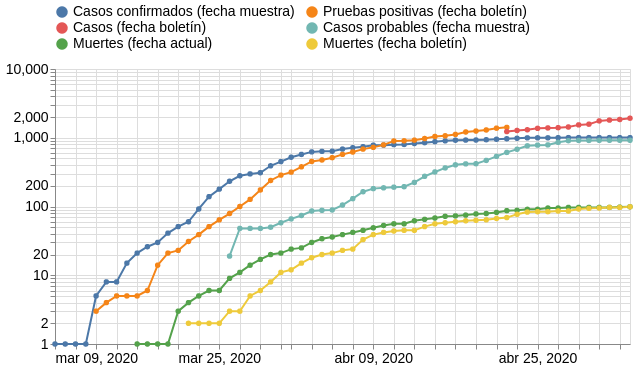 Casos confirmados (fecha muestra) Pruebas positivas (fecha boletín)
Casos (fecha boletín) Casos probables (fecha muestra)
Muertes (fecha actual) Muertes (fecha boletín)
10,000
2,000
1,000
200
100
20
10
2
1
mar 09, 2020 mar 25, 2020 abr 09, 2020 abr 25, 2020